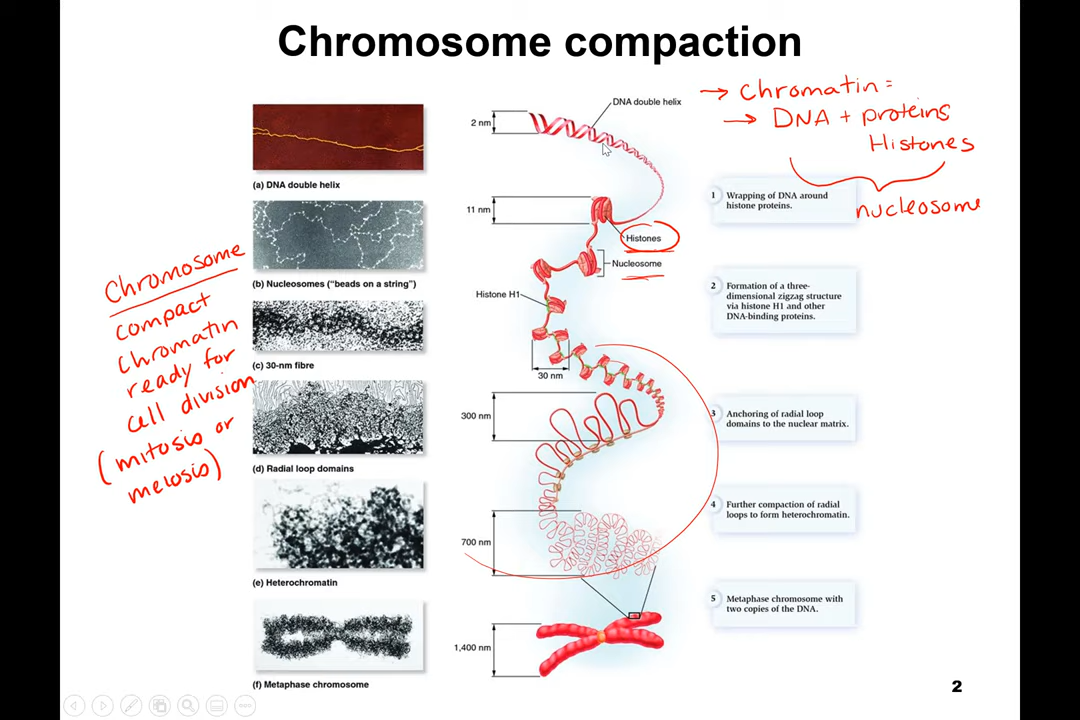 Chromosome compaction
→ Chromatin =
→ DNA + proteins
Histones
nucleosome
Chromosome
compact
chromatin
ready for
cell division
(mitosis or
meiosis)
(a) DNA double helix
(b) Nucleosomes ("beads on a string")
(c) 30-nm fibre
(d) Radial loop domains
(e) Heterochromatin
(f) Metaphase chromosome
DNA double helix
2 nm
11 nm
Histones
Nucleosome
Histone H1
30 nm
300 nm
700 nm
1,400 nm
1 Wrapping of DNA around
histone proteins.
2 Formation of a three-
dimensional zigzag structure
via histone H1 and other
DNA-binding proteins.
3 Anchoring of radial loop
domains to the nuclear matrix.
4 Further compaction of radial
loops to form heterochromatin.
5 Metaphase chromosome with
two copies of the DNA.
2